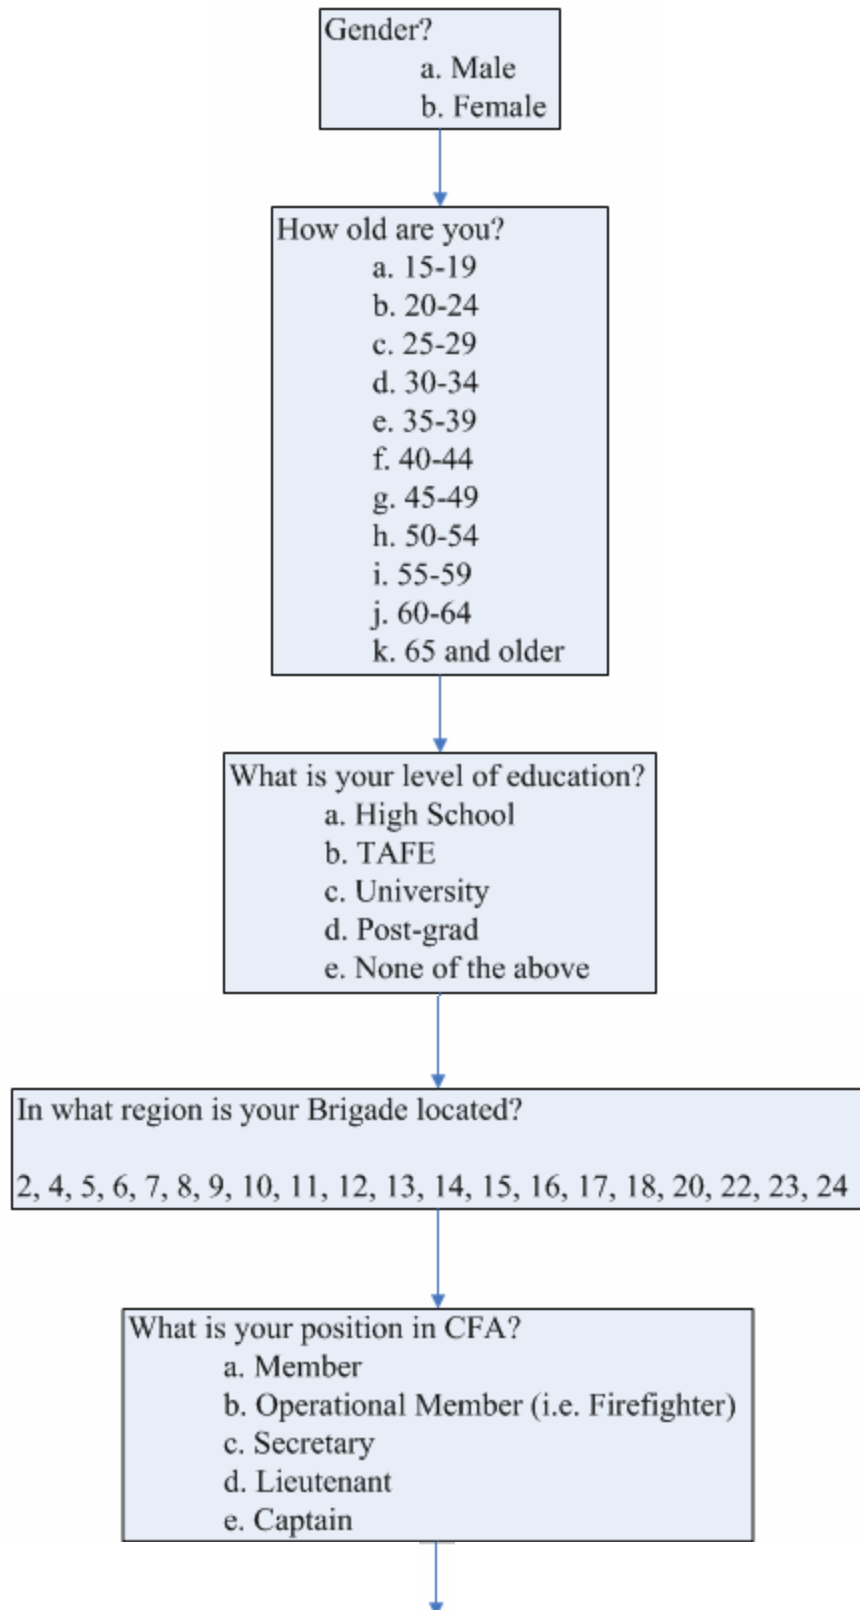 Gender?
a. Male
b. Female
How old are you?
a. 15-19
b. 20-24
c. 25-29
d. 30-34
e. 35-39
f. 40-44
g. 45-49
h. 50-54
i. 55-59
j. 60-64
k. 65 and older
What is your level of education?
a. High School
b. TAFE
c. University
d. Post-grad
e. None of the above
In what region is your Brigade located?
2, 4, 5, 6, 7, 8, 9, 10, 11, 12, 13, 14, 15, 16, 17, 18, 20, 22, 23, 24
What is your position in CFA?
a. Member
b. Operational Member (i.e. Firefighter)
c. Secretary
d. Lieutenant
e. Captain